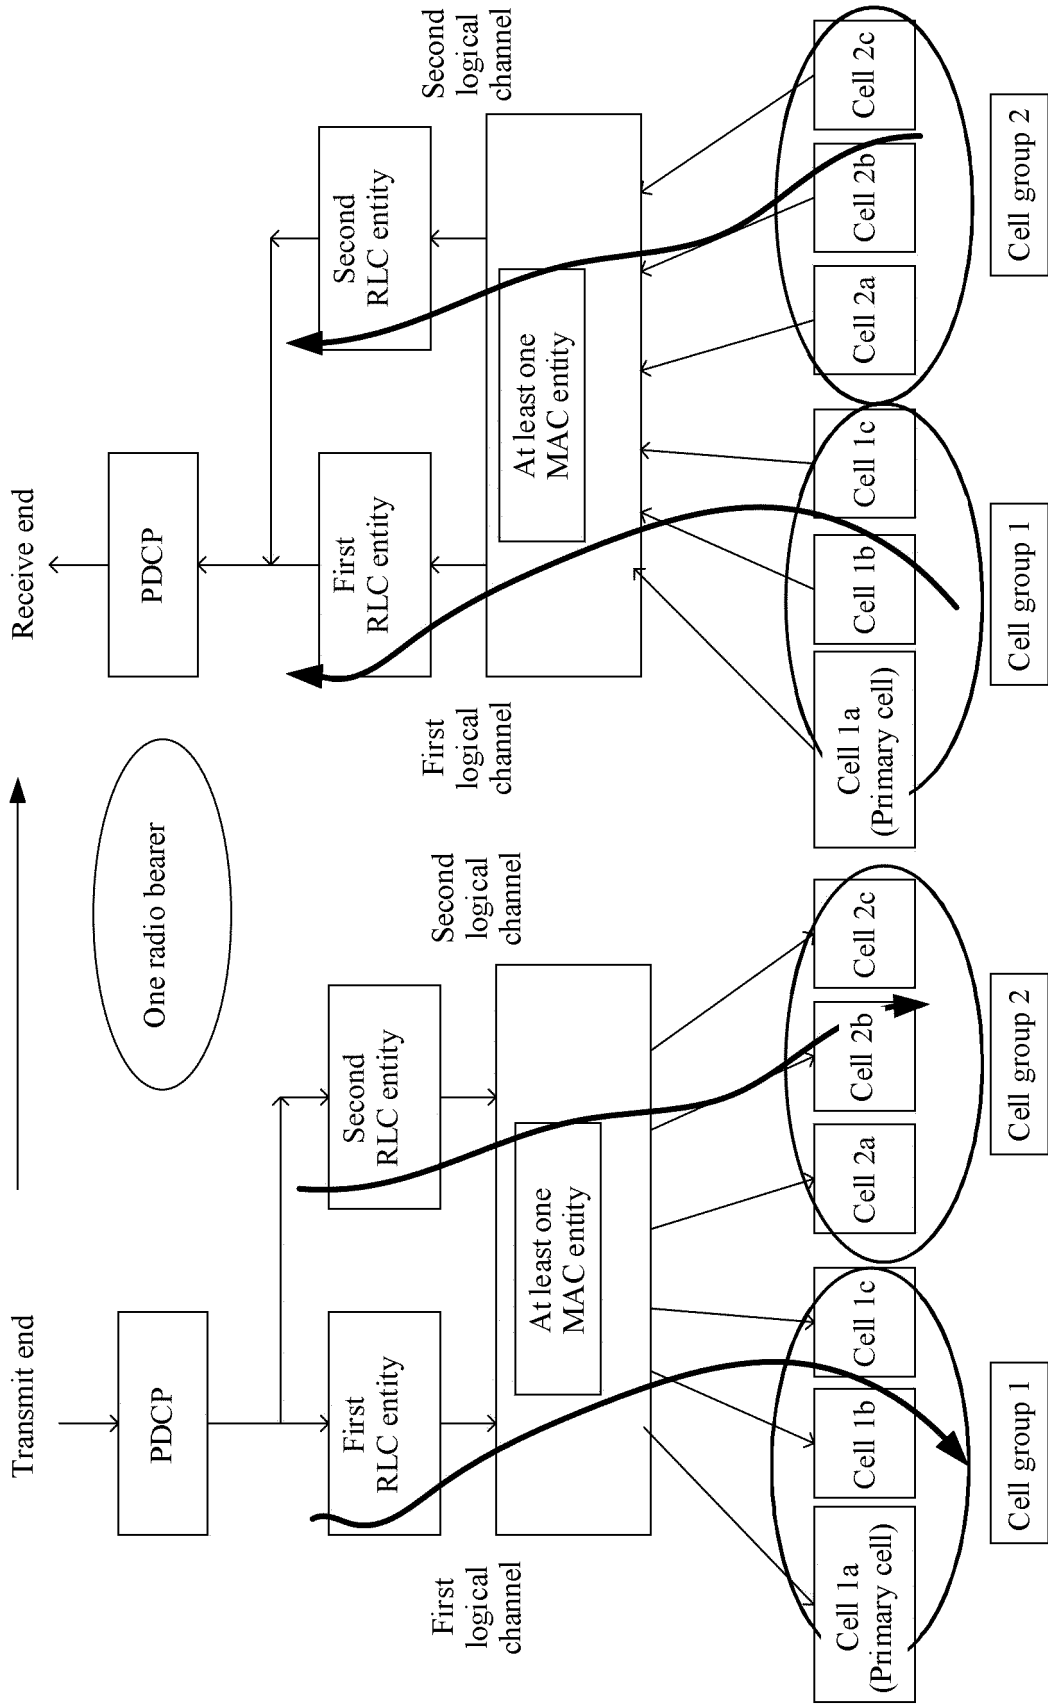 Transmit end
Receive end
One radio bearer
PDCP
First
RLC entity
Second
RLC entity
First
logical
channel
Second
logical
channel
At least one
MAC entity
Cell 1a
(Primary cell)
Cell 1b
Cell 1c
Cell 2a
Cell 2b
Cell 2c
Cell group 1
Cell group 2
PDCP
First
RLC entity
Second
RLC entity
First
logical
channel
Second
logical
channel
At least one
MAC entity
Cell 1a
(Primary cell)
Cell 1b
Cell 1c
Cell 2a
Cell 2b
Cell 2c
Cell group 1
Cell group 2